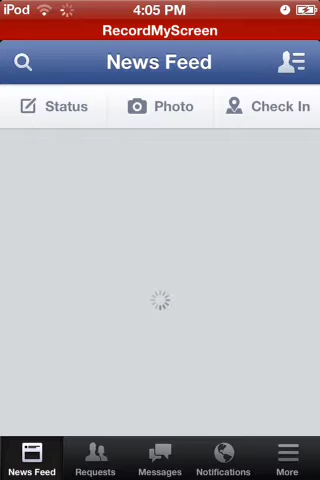 iPod 4:05 PM
RecordMyScreen
News Feed
Status Photo Check In
News Feed Requests Messages Notifications More